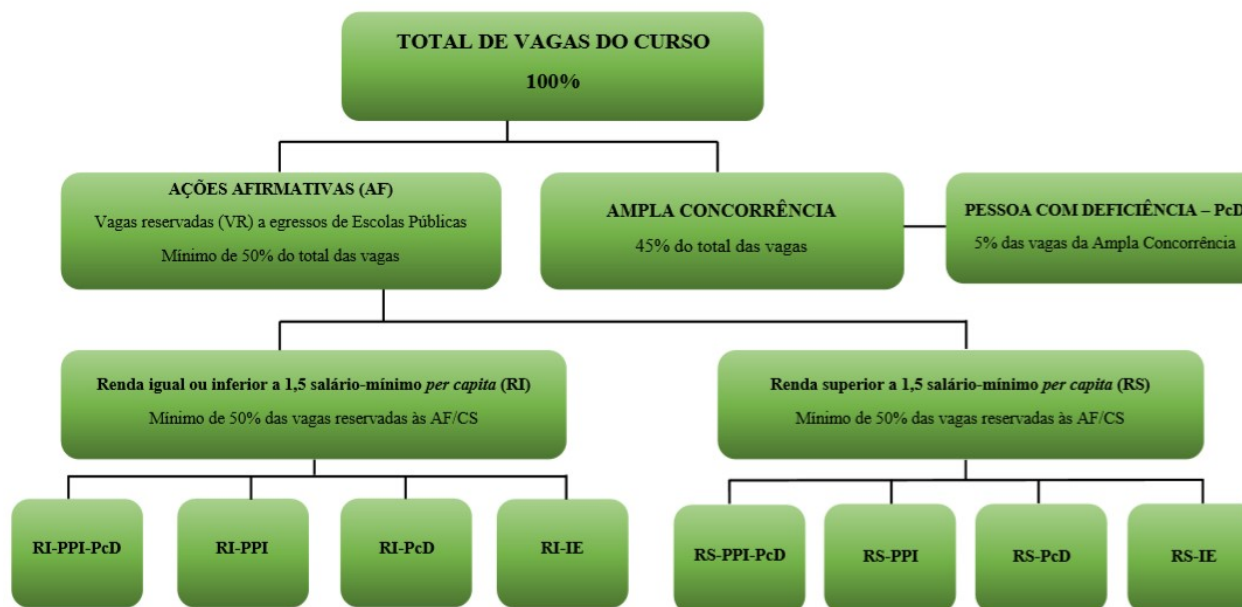 TOTAL DE VAGAS DO CURSO
100%
AÇÕES AFIRMATIVAS (AF)
Vagas reservadas (VR) a egressos de Escolas Públicas
Mínimo de 50% do total das vagas
AMPLA CONCORRÊNCIA
45% do total das vagas
PESSOA COM DEFICIÊNCIA – PcD
5% das vagas da Ampla Concorrência
Renda igual ou inferior a 1,5 salário-mínimo per capita (RI)
Mínimo de 50% das vagas reservadas às AF/CS
Renda superior a 1,5 salário-mínimo per capita (RS)
Mínimo de 50% das vagas reservadas às AF/CS
RI-PPI-PcD
RI-PPI
RI-PcD
RI-IE
RS-PPI-PcD
RS-PPI
RS-PcD
RS-IE